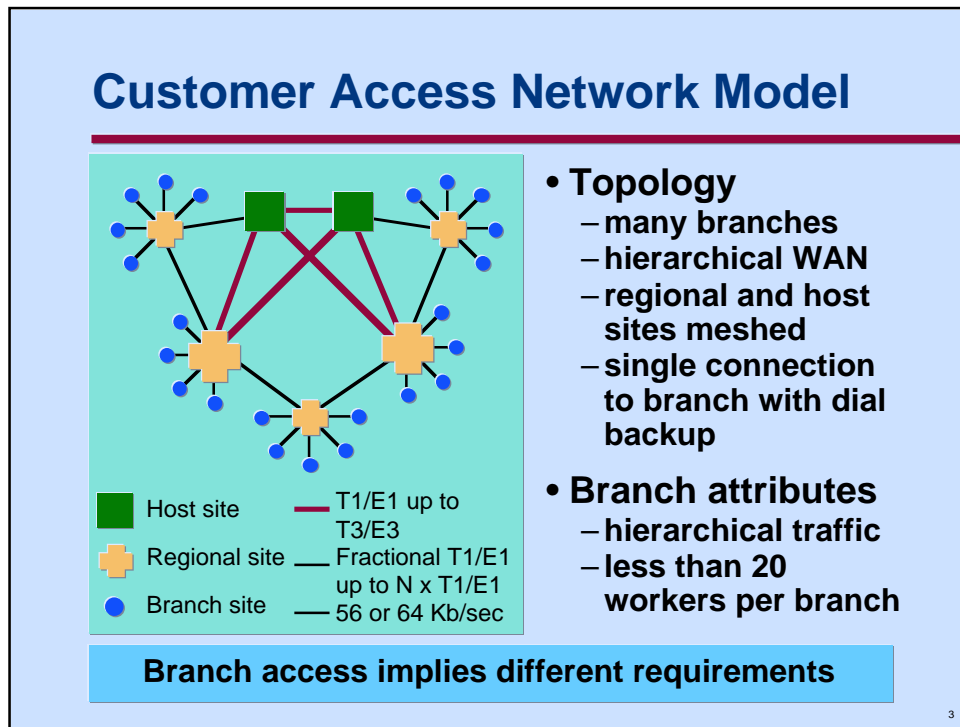 Customer Access Network Model
Host site
Regional site
Branch site
T1/E1 up to
T3/E3
Fractional T1/E1
up to N x T1/E1
56 or 64 Kb/sec
• Topology
– many branches
– hierarchical WAN
– regional and host
sites meshed
– single connection
to branch with dial
backup
• Branch attributes
– hierarchical traffic
– less than 20
workers per branch
Branch access implies different requirements
3